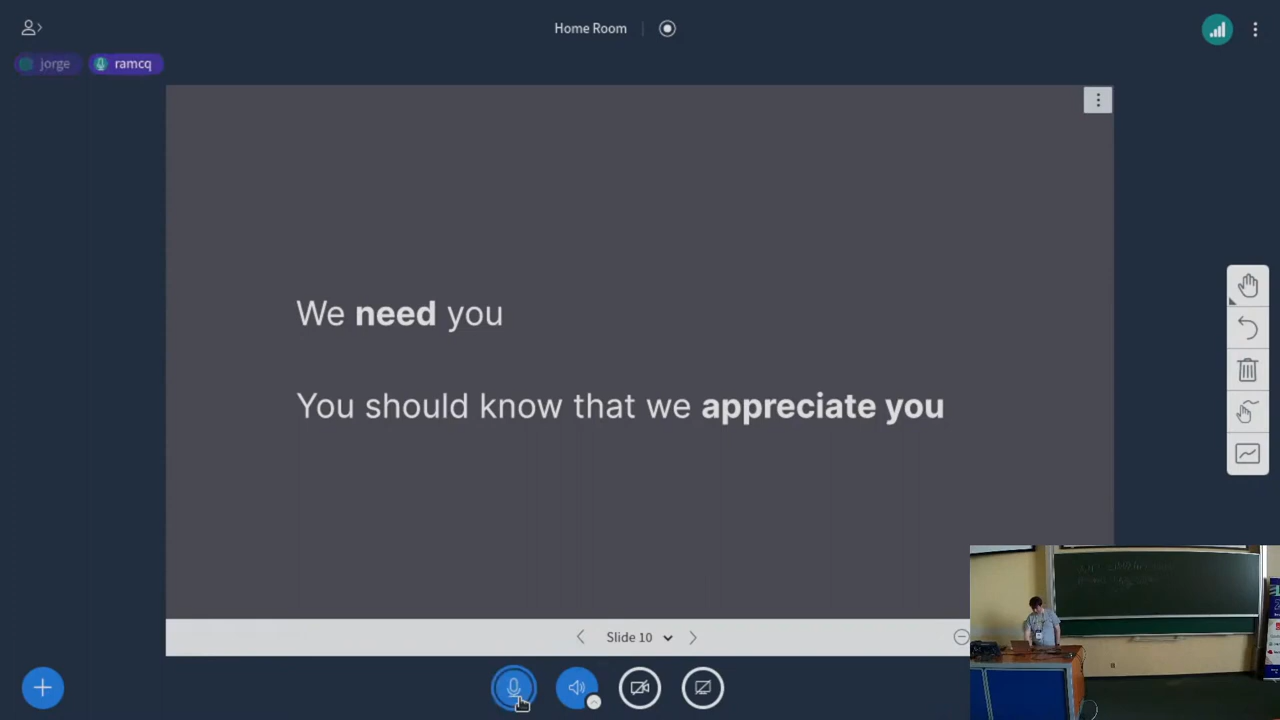 Home Room
jorge
ramcq
We need you
You should know that we appreciate you
Slide 10